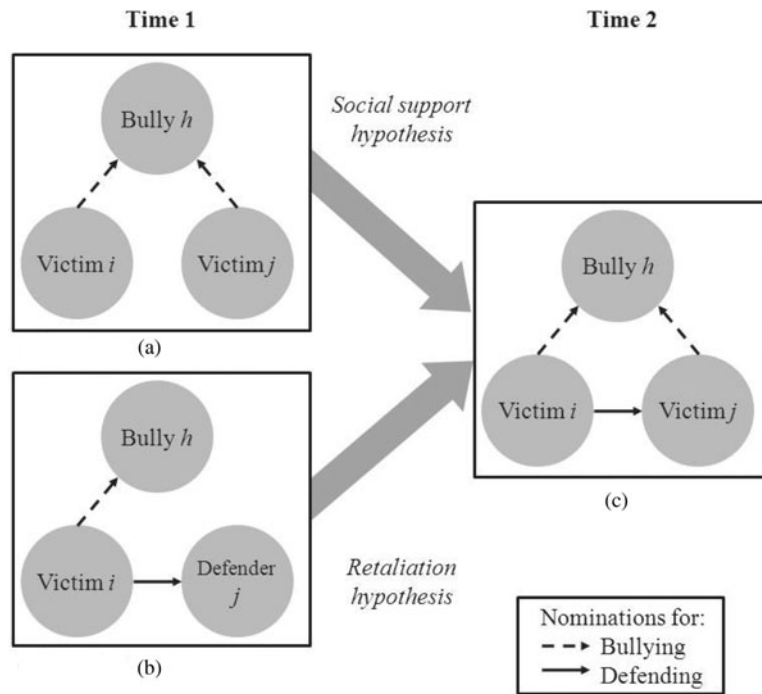 Time 1
Time 2
Bully h
Victim i
Victim j
(a)
Social support
hypothesis
Bully h
Victim i
Defender
j
(b)
Retaliation
hypothesis
Bully h
Victim i
Victim j
(c)
Nominations for:
Bullying
Defending